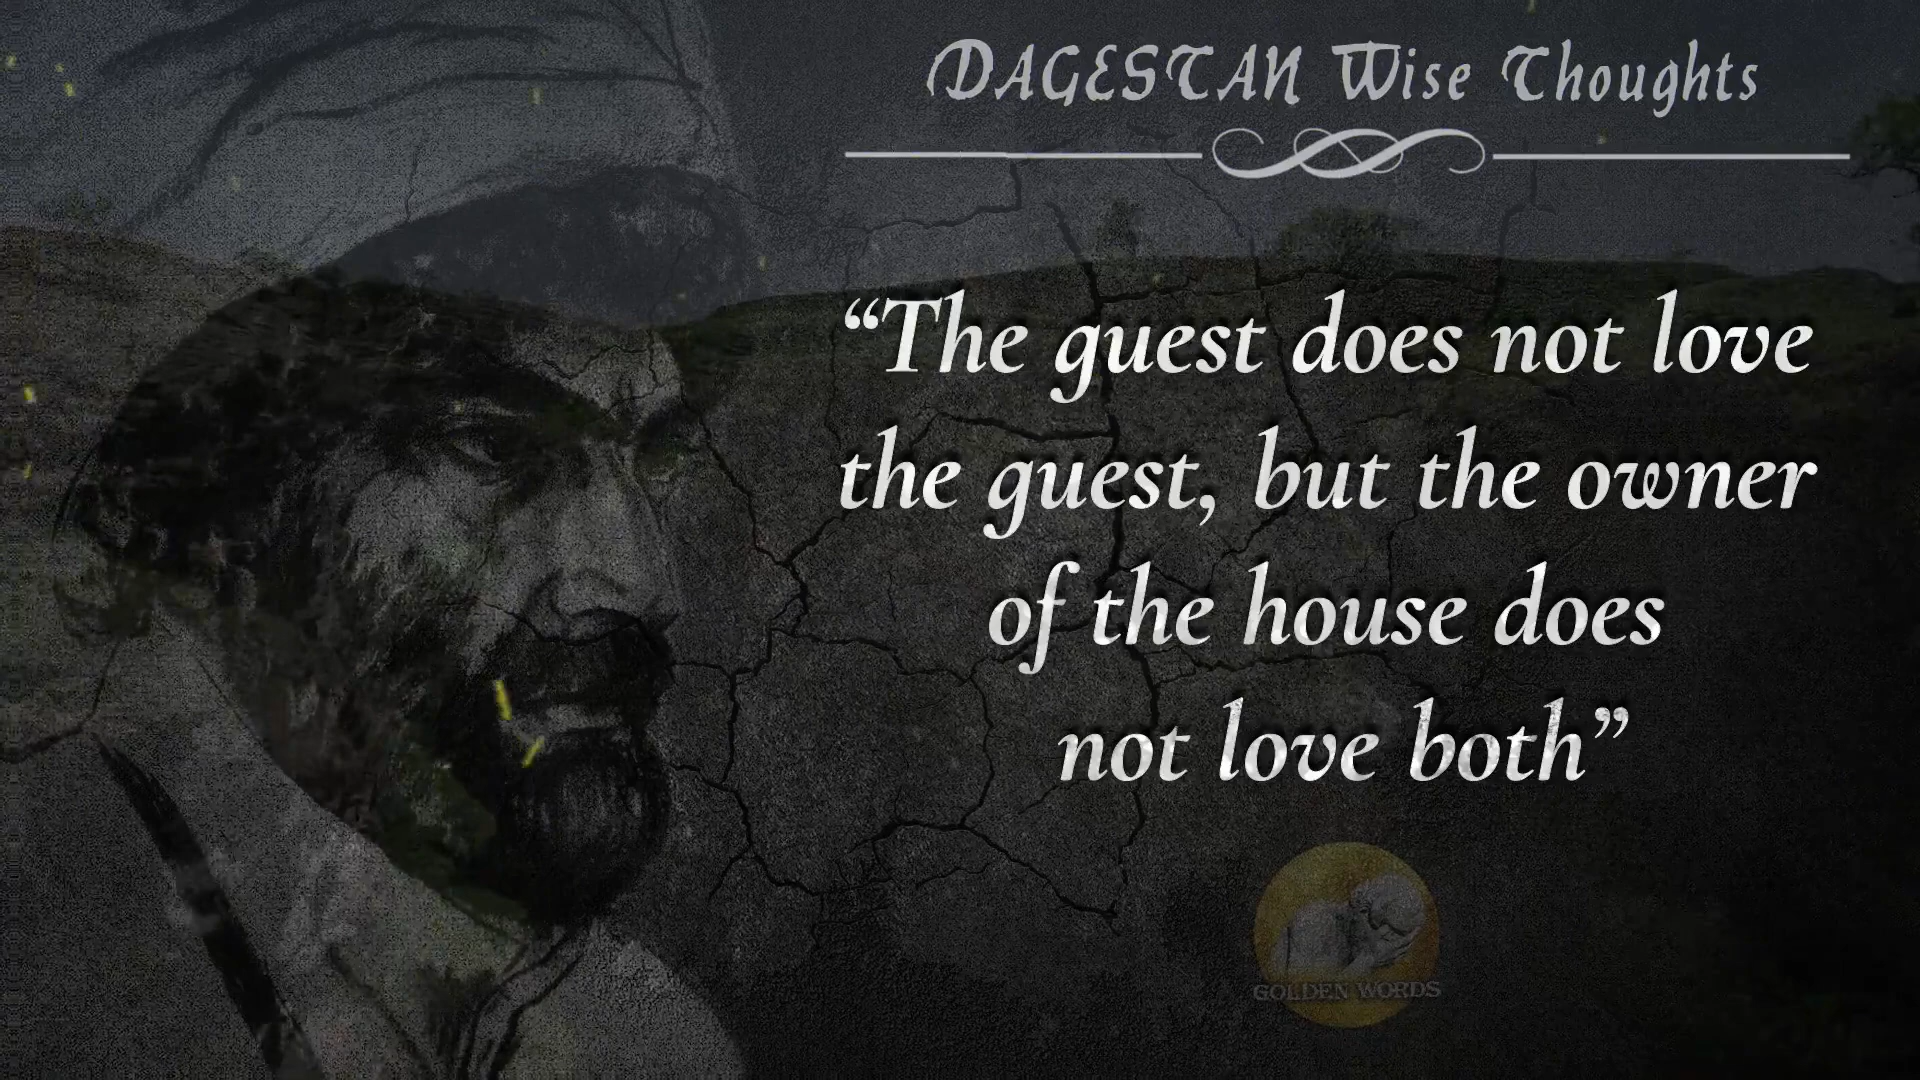 DAGESTAN Wise Thoughts
“The guest does not love
the guest, but the owner
of the house does
not love both”
GOLDEN WORDS